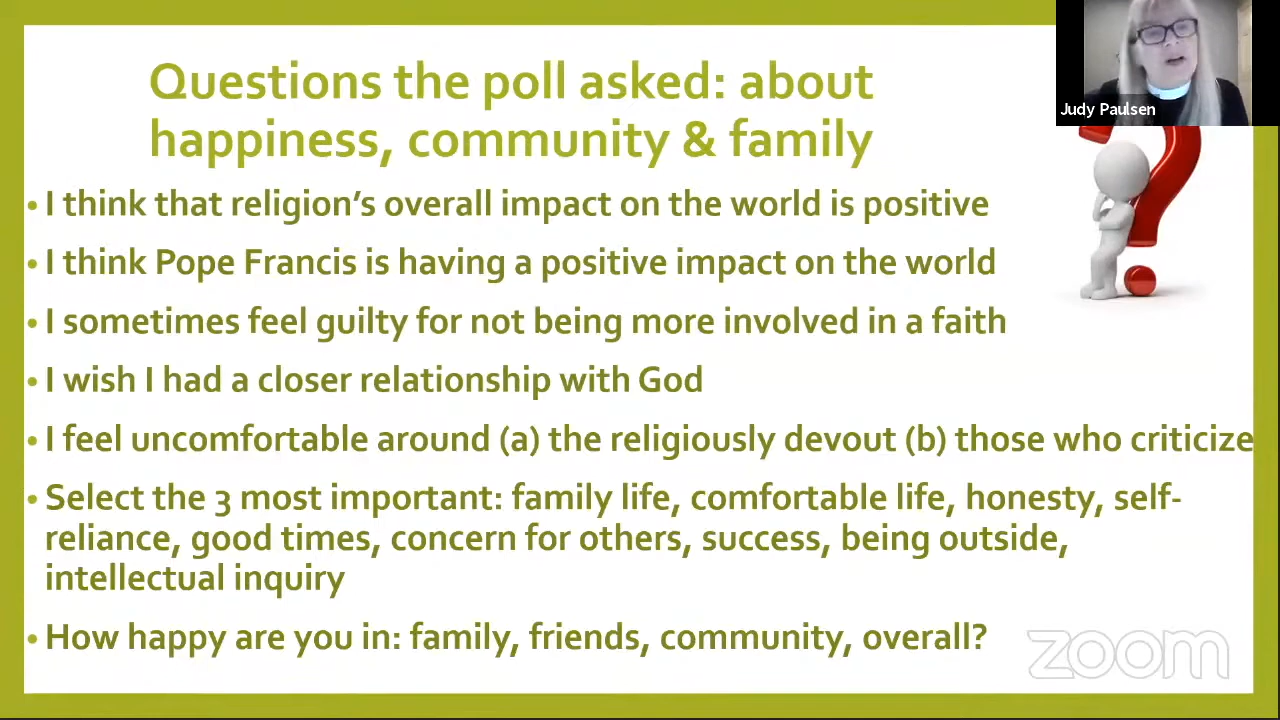 Questions the poll asked: about
happiness, community & family
Judy Paulsen
• I think that religion’s overall impact on the world is positive
• I think Pope Francis is having a positive impact on the world
• I sometimes feel guilty for not being more involved in a faith
• I wish I had a closer relationship with God
• I feel uncomfortable around (a) the religiously devout (b) those who criticize
• Select the 3 most important: family life, comfortable life, honesty, self-
reliance, good times, concern for others, success, being outside,
intellectual inquiry
• How happy are you in: family, friends, community, overall?
zoom